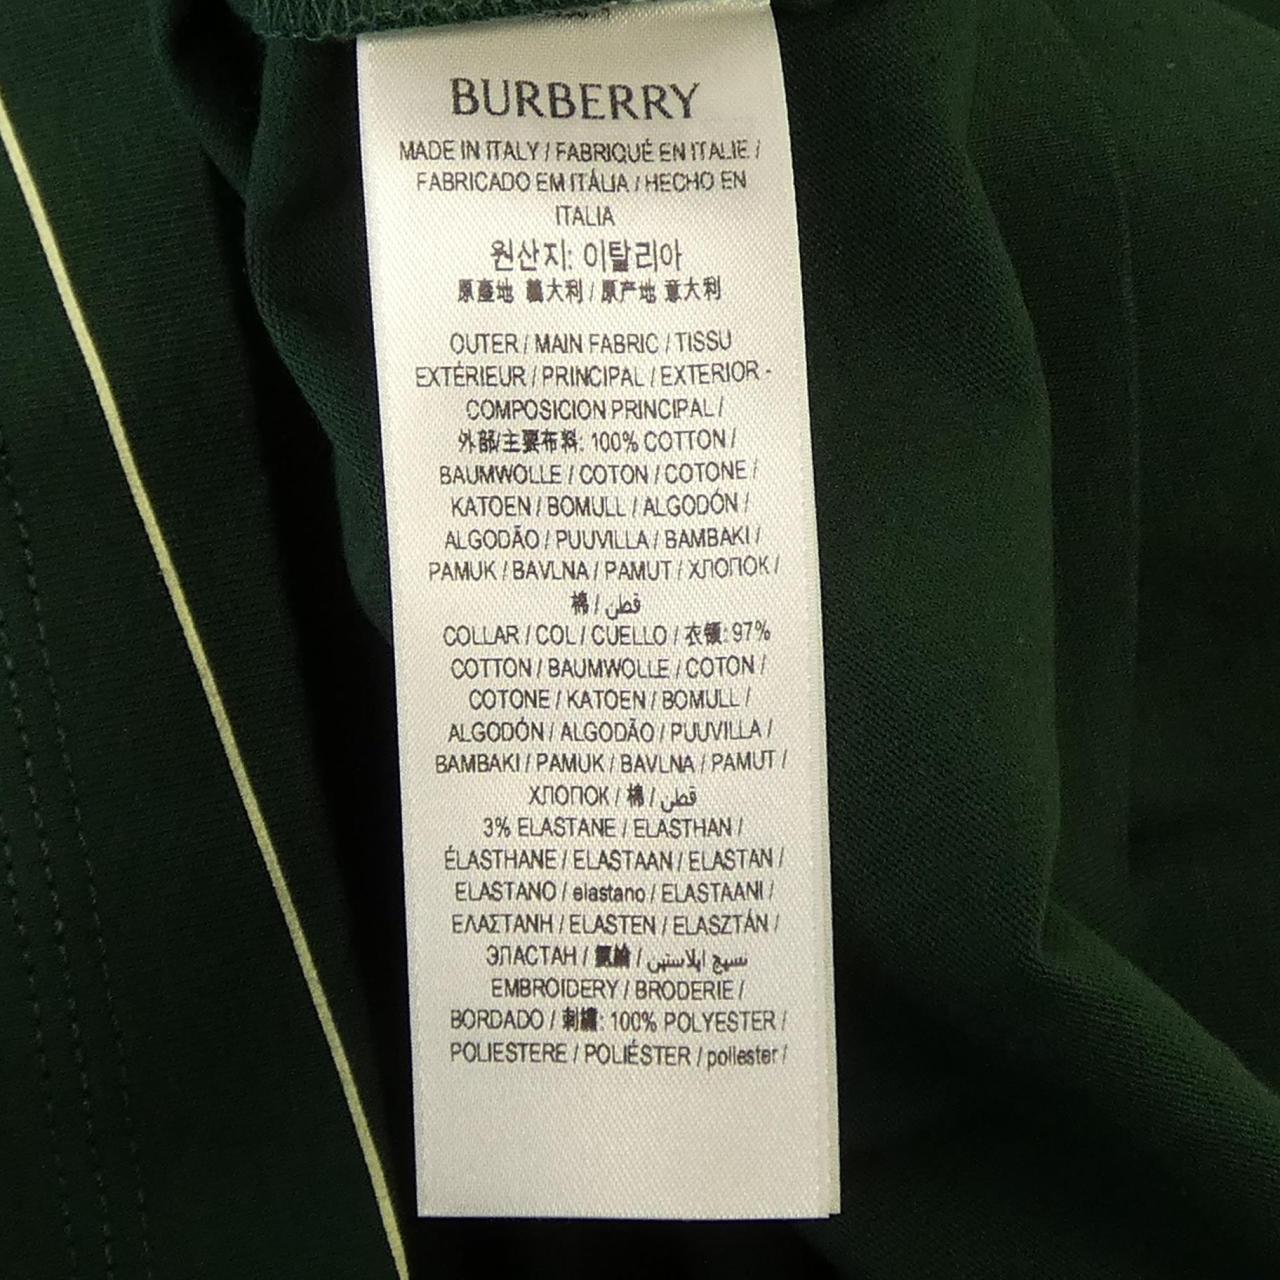 BURBERRY
MADE IN ITALY / FABRIQUÉ EN ITALIE /
FABRICADO EM ITÁLIA / HECHO EN
ITALIA
원산지: 이탈리아
原產地 義大利 / 原产地 意大利
OUTER / MAIN FABRIC / TISSU
EXTÉRIEUR / PRINCIPAL / EXTERIOR -
COMPOSICION PRINCIPAL /
外部/主要布料: 100% COTTON /
BAUMWOLLE / COTON / COTONE /
KATOEN / BOMULL / ALGODÓN /
ALGODÃO / PUUVILLA / BAMBAKI /
PAMUK / BAVLNA / PAMUT / ХЛОПОК /
棉 / قطن
COLLAR / COL / CUELLO / 衣領: 97%
COTTON / BAUMWOLLE / COTON /
COTONE / KATOEN / BOMULL /
ALGODÓN / ALGODÃO / PUUVILLA /
BAMBAKI / PAMUK / BAVLNA / PAMUT /
ХЛОПОК / 棉 / قطن
3% ELASTANE / ELASTHAN /
ÉLASTHANE / ELASTAAN / ELASTAN /
ELASTANO / elastano / ELASTAANI /
ΕΛΑΣΤΑΝΗ / ELASTEN / ELASZTÁN /
ЭЛАСТАН / 氨綸 / نسيج ايلاستين
EMBROIDERY / BRODERIE /
BORDADO / 刺繡: 100% POLYESTER /
POLIESTERE / POLIÉSTER / poliester /